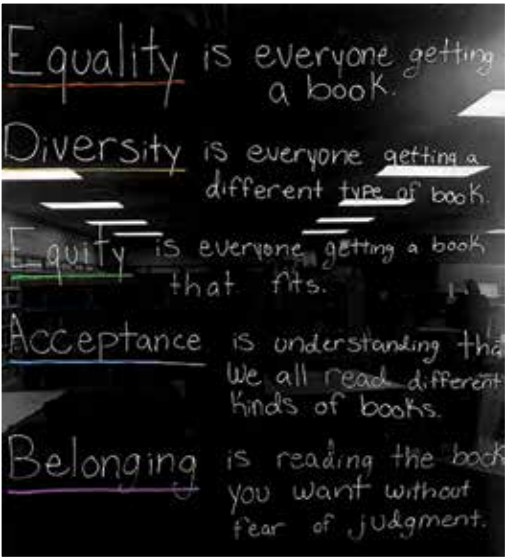 Equality is everyone getting
a book.
Diversity is everyone getting a
different type of book.
Equity is everyone getting a book
that fits.
Acceptance is understanding tha
We all read different
Kinds of books.
Belonging is reading the book
you want without
fear of judgment.